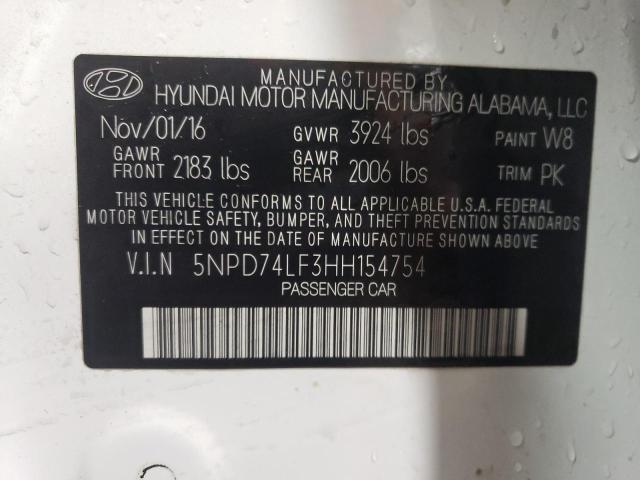 MANUFACTURED BY
HYUNDAI MOTOR MANUFACTURING ALABAMA, LLC
Nov/01/16 GVWR 3924 lbs PAINT W8
GAWR FRONT 2183 lbs GAWR REAR 2006 lbs TRIM PK
THIS VEHICLE CONFORMS TO ALL APPLICABLE U.S.A. FEDERAL
MOTOR VEHICLE SAFETY, BUMPER, AND THEFT PREVENTION STANDARDS
IN EFFECT ON THE DATE OF MANUFACTURE SHOWN ABOVE
V.I.N 5NPD74LF3HH154754
PASSENGER CAR